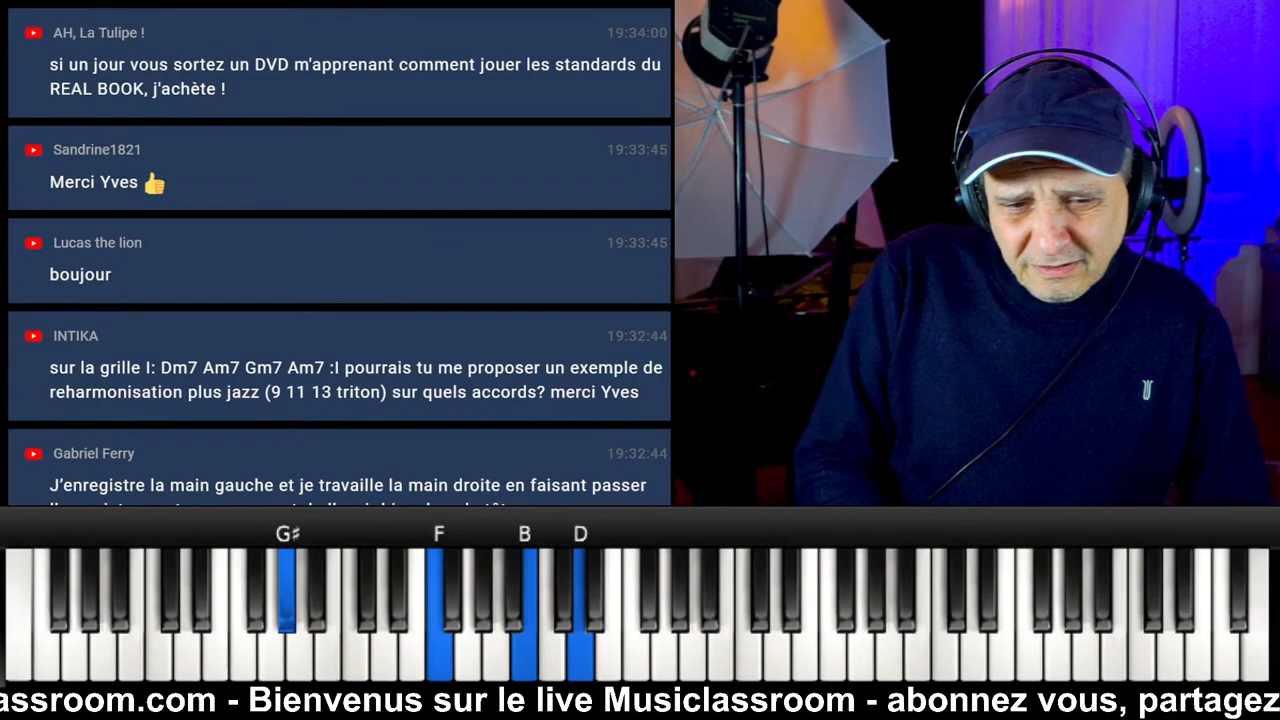 AH, La Tulipe ! 19:34:00
si un jour vous sortez un DVD m'apprenant comment jouer les standards du
REAL BOOK, j'achète !
Sandrine1821 19:33:45
Merci Yves 👍
Lucas the lion 19:33:45
boujour
INTIKA 19:32:44
sur la grille I: Dm7 Am7 Gm7 Am7 :I pourrais tu me proposer un exemple de
reharmonisation plus jazz (9 11 13 triton) sur quels accords? merci Yves
Gabriel Ferry 19:32:44
J'enregistre la main gauche et je travaille la main droite en faisant passer
G♯ F B D
assroom.com - Bienvenus sur le live Musiclassroom - abonnez vous, partagez